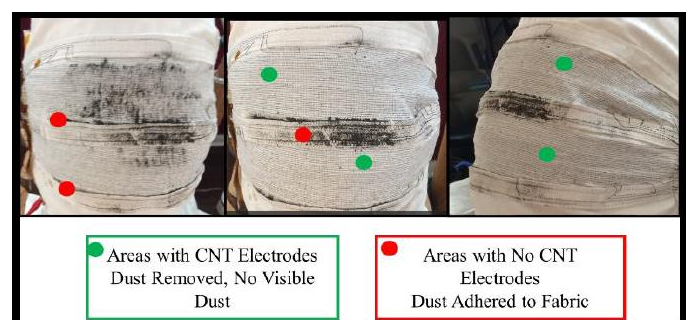 Areas with CNT Electrodes
Dust Removed, No Visible
Dust
Areas with No CNT
Electrodes
Dust Adhered to Fabric